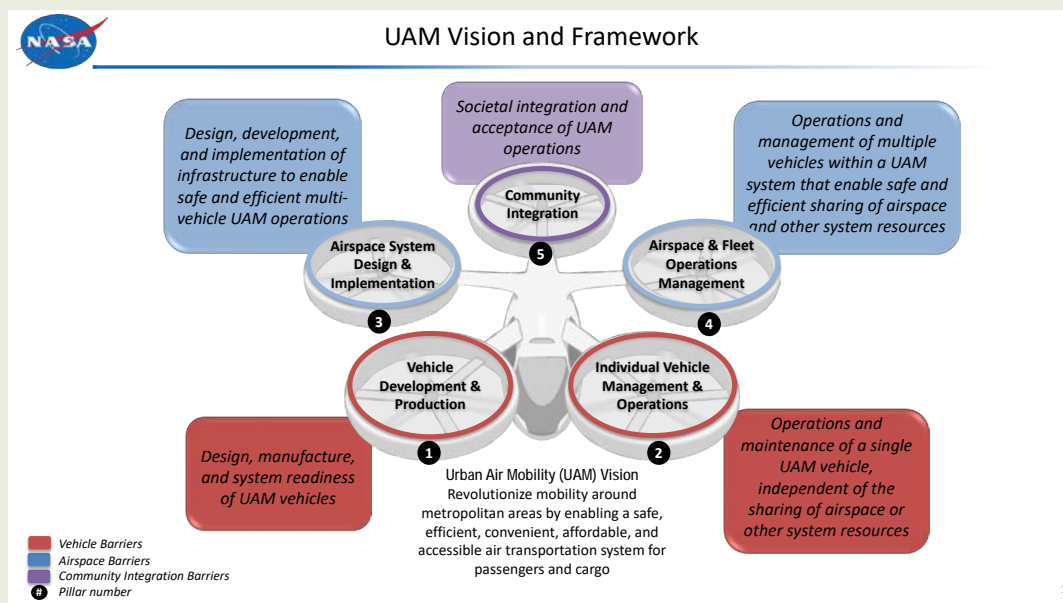 NASA
UAM Vision and Framework
Design, development,
and implementation of
infrastructure to enable
safe and efficient multi-
vehicle UAM operations
Societal integration and
acceptance of UAM
operations
Operations and
management of multiple
vehicles within a UAM
system that enable safe and
efficient sharing of airspace
and other system resources
Community
Integration
5
Airspace System
Design &
Implementation
3
Airspace & Fleet
Operations
Management
4
Vehicle
Development &
Production
1
Individual Vehicle
Management &
Operations
2
Design, manufacture,
and system readiness
of UAM vehicles
Urban Air Mobility (UAM) Vision
Revolutionize mobility around
metropolitan areas by enabling a safe,
efficient, convenient, affordable, and
accessible air transportation system for
passengers and cargo
Operations and
maintenance of a single
UAM vehicle,
independent of the
sharing of airspace or
other system resources
Vehicle Barriers
Airspace Barriers
Community Integration Barriers
# Pillar number